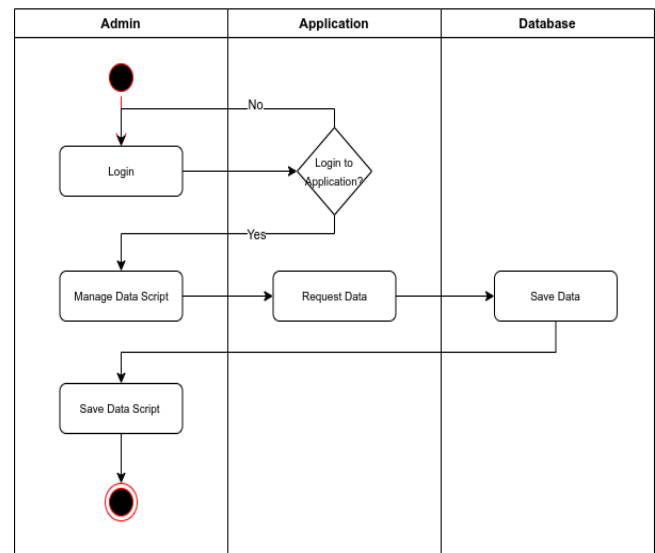 Admin
Application
Database
No
Login
Login to
Application?
Yes
Manage Data Script
Request Data
Save Data
Save Data Script